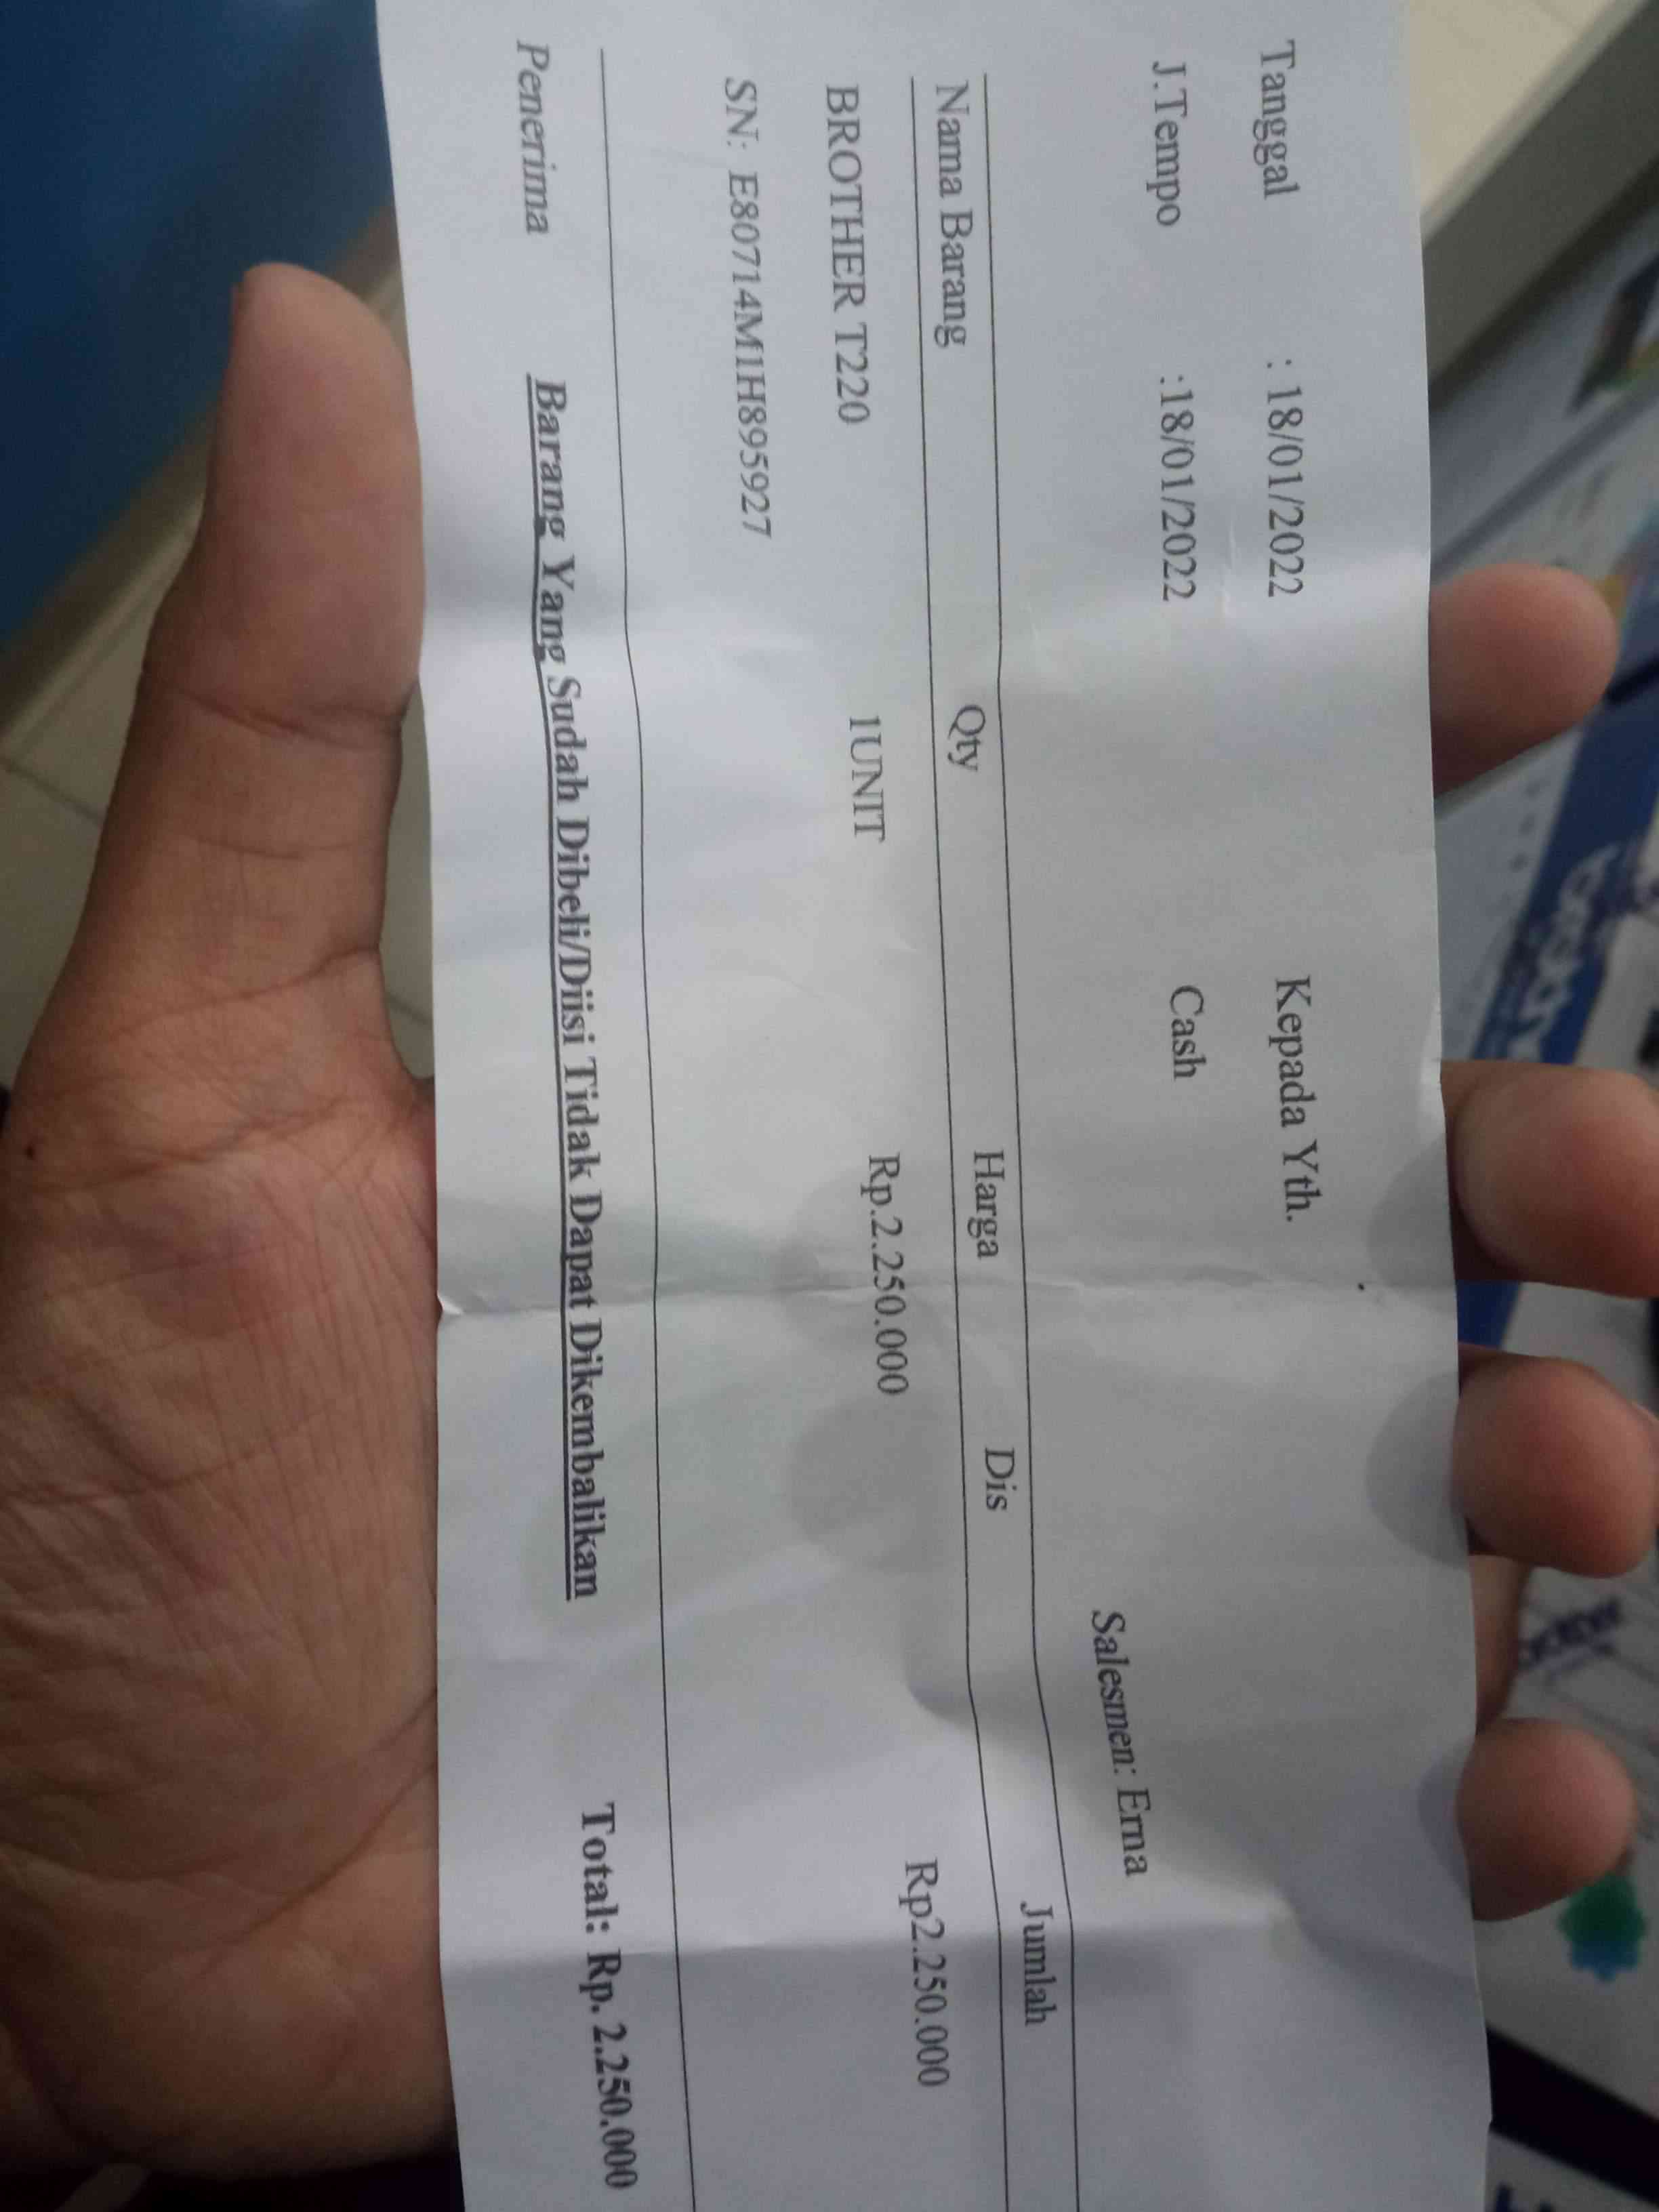 Tanggal : 18/01/2022 Kepada Yth.
J.Tempo :18/01/2022 Cash
Salesmen: Erna
Nama Barang Qty Harga Dis Jumlah
BROTHER T220 1UNIT Rp.2.250.000 Rp2.250.000
SN: E80714M1H895927
Penerima Barang Yang Sudah Dibeli/Diisi Tidak Dapat Dikembalikan Total: Rp. 2.250.000
brother